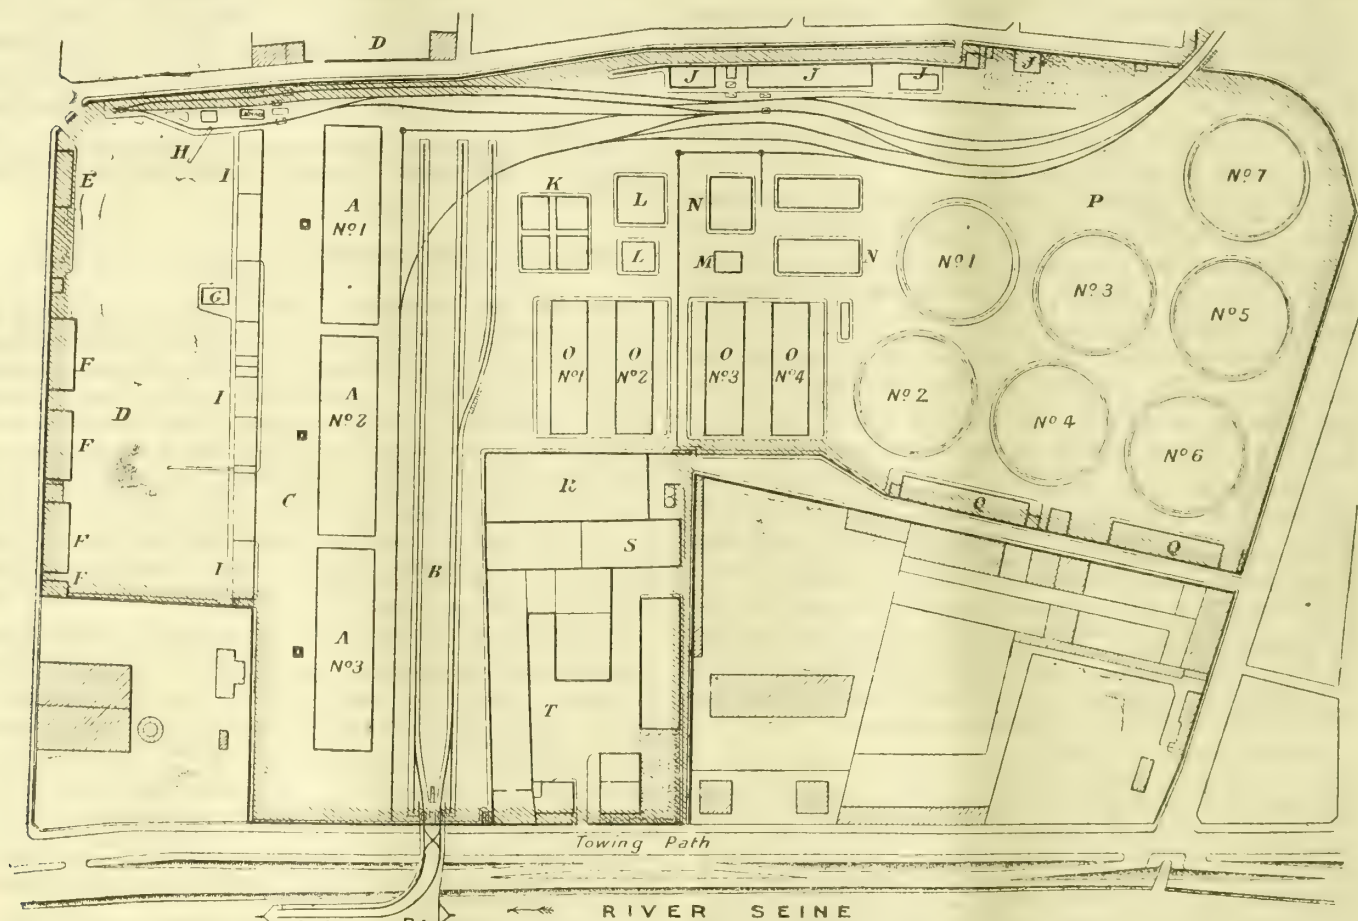 D
J
J
J
J
H
E
I
A
Nº1
K
L
L
N
M
N
P
Nº7
Nº1
Nº3
Nº5
G
F
D
I
A
Nº2
O
Nº1
O
Nº2
O
Nº3
O
Nº4
Nº2
Nº4
Nº6
F
C
R
Q
Q
F
F
I
B
S
A
Nº3
T
Towing Path
RIVER SEINE